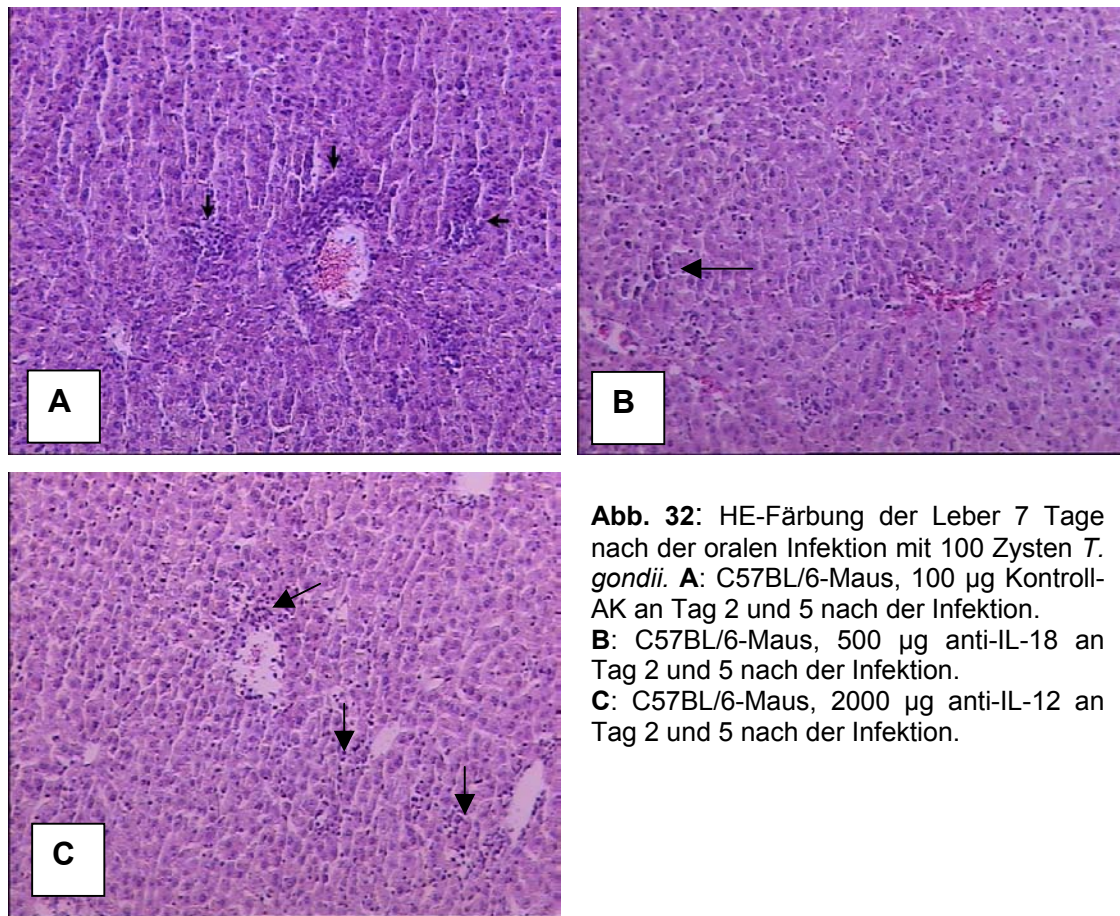 A
B
C
Abb. 32: HE-Färbung der Leber 7 Tage
nach der oralen Infektion mit 100 Zysten T.
gondii. A: C57BL/6-Maus, 100 µg Kontroll-
AK an Tag 2 und 5 nach der Infektion.
B: C57BL/6-Maus, 500 µg anti-IL-18 an
Tag 2 und 5 nach der Infektion.
C: C57BL/6-Maus, 2000 µg anti-IL-12 an
Tag 2 und 5 nach der Infektion.